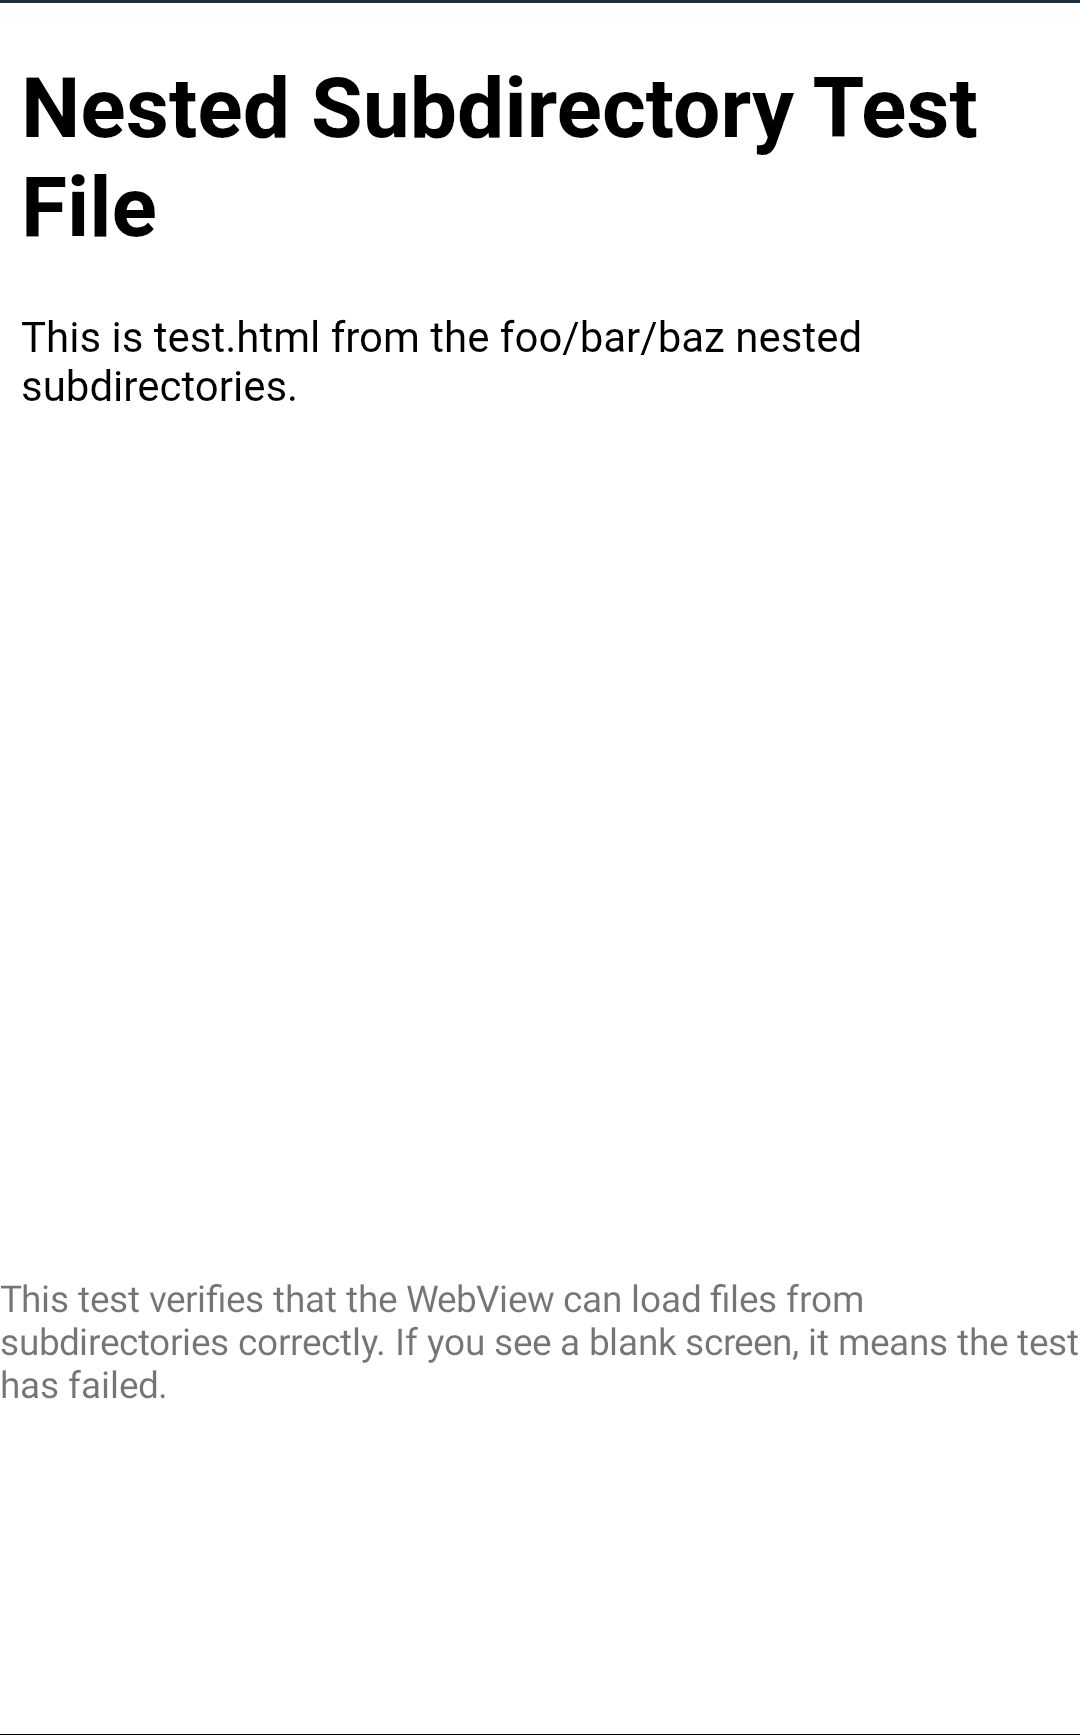 Nested Subdirectory Test
File
This is test.html from the foo/bar/baz nested
subdirectories.
This test verifies that the WebView can load files from
subdirectories correctly. If you see a blank screen, it means the test
has failed.